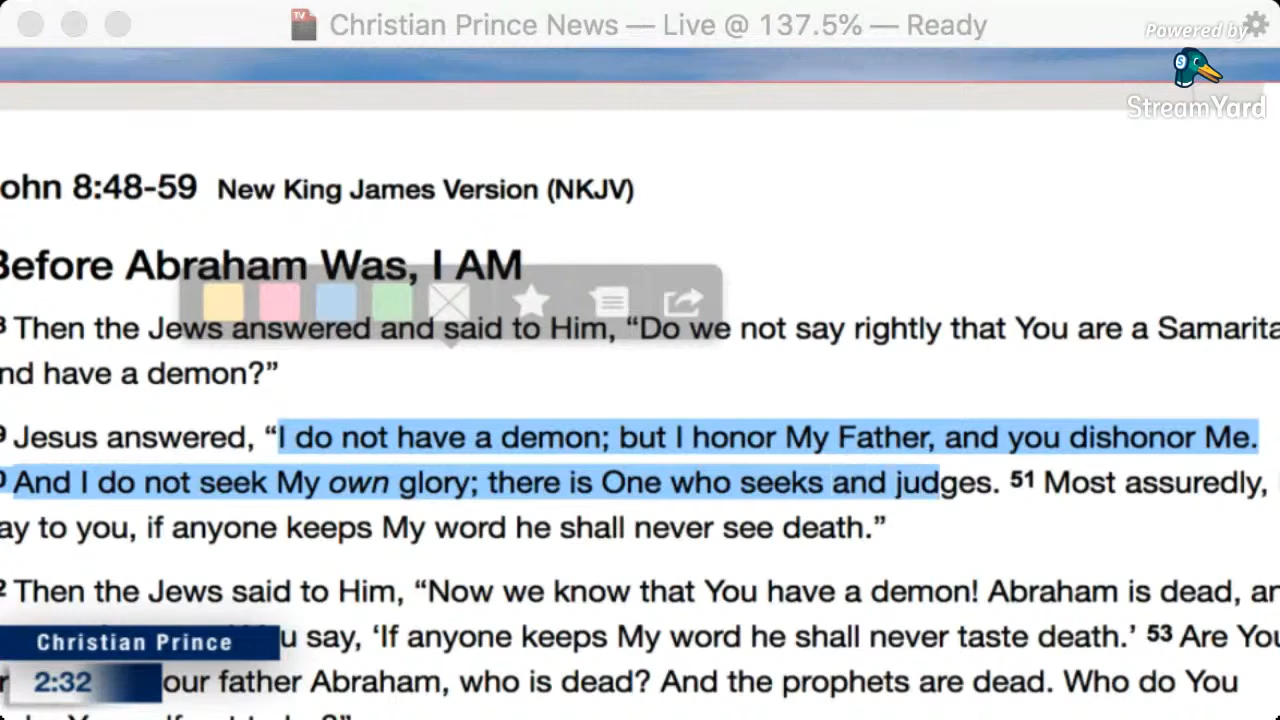 Christian Prince News — Live @ 137.5% — Ready
Powered by
StreamYard
ohn 8:48-59 New King James Version (NKJV)
Before Abraham Was, I AM
8 Then the Jews answered and said to Him, “Do we not say rightly that You are a Samarita
nd have a demon?”
9 Jesus answered, “I do not have a demon; but I honor My Father, and you dishonor Me.
0 And I do not seek My own glory; there is One who seeks and judges. 51 Most assuredly, I
ay to you, if anyone keeps My word he shall never see death.”
2 Then the Jews said to Him, “Now we know that You have a demon! Abraham is dead, an
u say, ‘If anyone keeps My word he shall never taste death.’ 53 Are You
our father Abraham, who is dead? And the prophets are dead. Who do You
Christian Prince
2:32